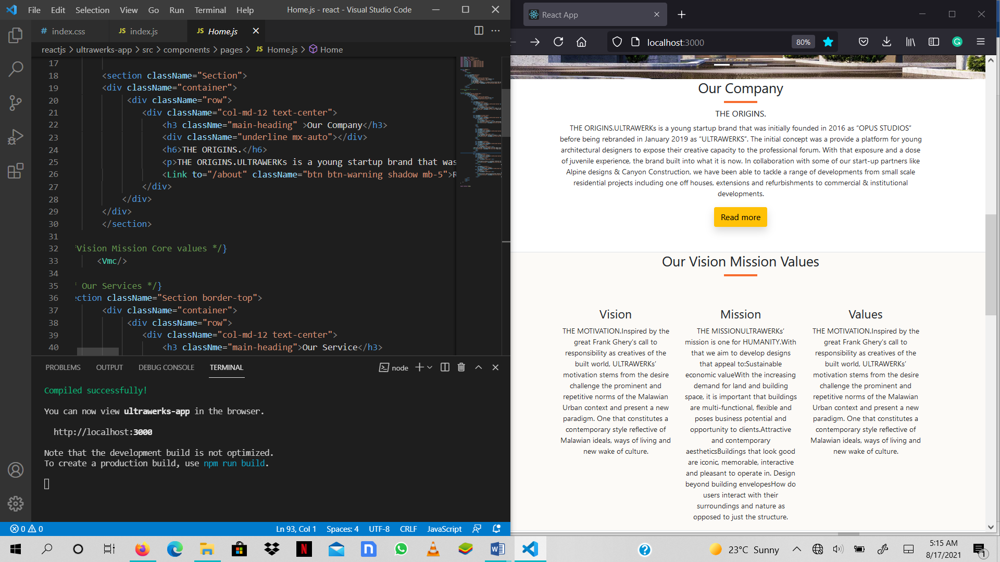 File Edit Selection View Go Run Terminal Help Home.js - react - Visual Studio Code
# index.css JS index.js JS Home.js
reactjs > ultrawerks-app > src > components > pages > JS Home.js > Home
17
18 <section className="Section">
19 <div className="container">
20 <div className="row">
21 <div className="col-md-12 text-center">
22 <h3 classNme="main-heading" >Our Company</h3>
23 <div className="underline mx-auto"></div>
24 <h6>THE ORIGINS.</h6>
25 <p>THE ORIGINS.ULTRAWERKs is a young startup brand that was
26 <Link to="/about" className="btn btn-warning shadow mb-5">R
27 </div>
28 </div>
29 </div>
30 </section>
31
32 Vision Mission Core values */}
33 <Vmc/>
34
35 Our Services */}
36 ection className="Section border-top">
37 <div className="container">
38 <div className="row">
39 <div className="col-md-12 text-center">
40 <h3 classNme="main-heading">Our Service</h3>
PROBLEMS OUTPUT DEBUG CONSOLE TERMINAL node
Compiled successfully!
You can now view ultrawerks-app in the browser.
http://localhost:3000
Note that the development build is not optimized.
To create a production build, use npm run build.
0 0 Ln 93, Col 1 Spaces: 4 UTF-8 CRLF JavaScript
React App
localhost:3000 80%
Our Company
THE ORIGINS.
THE ORIGINS.ULTRAWERKs is a young startup brand that was initially founded in 2016 as “OPUS STUDIOS”
before being rebranded in January 2019 as “ULTRAWERKS”. The initial concept was a provide a platform for young
architectural designers to expose their creative capacity to the professional forum. With that exposure and a dose
of juvenile experience, the brand built into what it is now. In collaboration with some of our start-up partners like
Alpine designs & Canyon Construction, we have been able to tackle a range of developments from small scale
residential projects including one off houses, extensions and refurbishments to commercial & institutional
developments.
Read more
Our Vision Mission Values
Vision
THE MOTIVATION.Inspired by the
great Frank Ghery’s call to
responsibility as creatives of the
built world, ULTRAWERKs’
motivation stems from the desire
challenge the prominent and
repetitive norms of the Malawian
Urban context and present a new
paradigm. One that constitutes a
contemporary style reflective of
Malawian ideals, ways of living and
new wake of culture.
Mission
THE MISSIONULTRAWERKs’
mission is one for HUMANITY.With
that we aim to develop designs
that appeal to:Sustainable
economic valueWith the increasing
demand for land and building
space, it is important that buildings
are multi-functional, flexible and
poses business potential and
opportunity to clients.Attractive
and contemporary
aestheticsBuildings that look good
are iconic, memorable, interactive
and pleasant to operate in. Design
beyond building envelopesHow do
users interact with their
surroundings and nature as
opposed to just the structure.
Values
THE MOTIVATION.Inspired by the
great Frank Ghery’s call to
responsibility as creatives of the
built world, ULTRAWERKs’
motivation stems from the desire
challenge the prominent and
repetitive norms of the Malawian
Urban context and present a new
paradigm. One that constitutes a
contemporary style reflective of
Malawian ideals, ways of living and
new wake of culture.
23°C Sunny
5:15 AM
8/17/2021
1